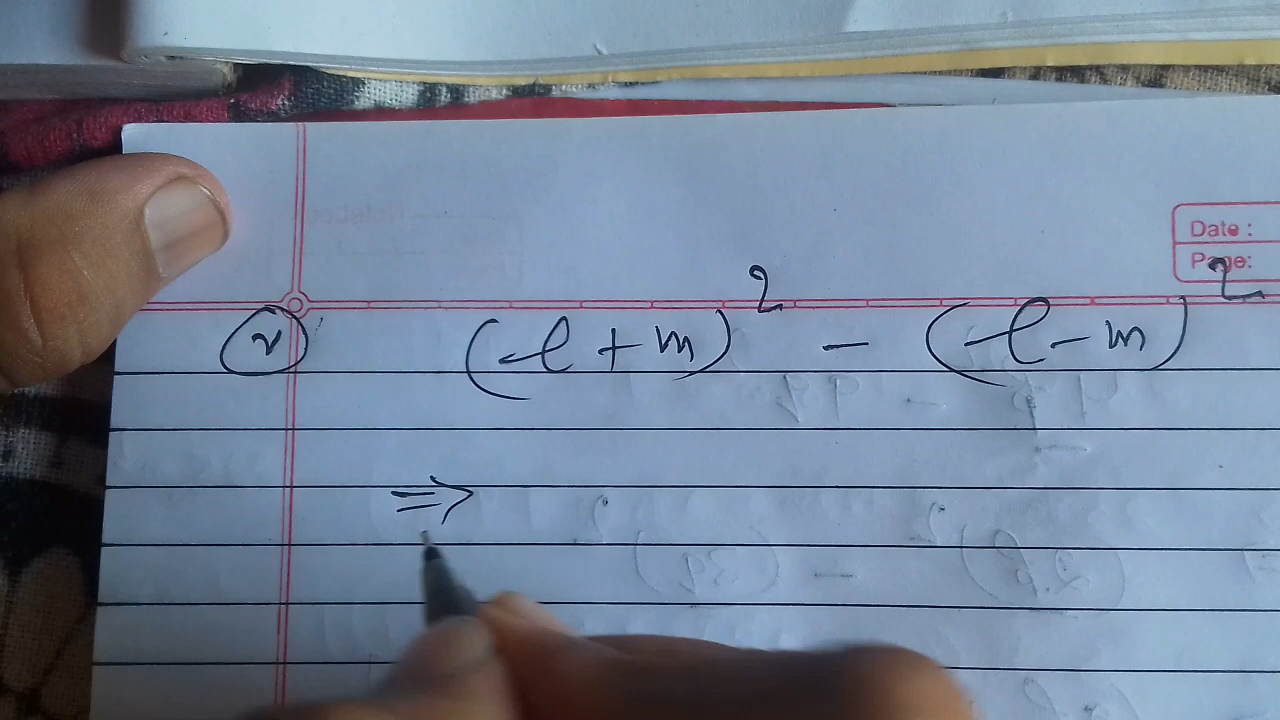 Date :
Page:
(v) (l + m)² - (l - m)²
⇒